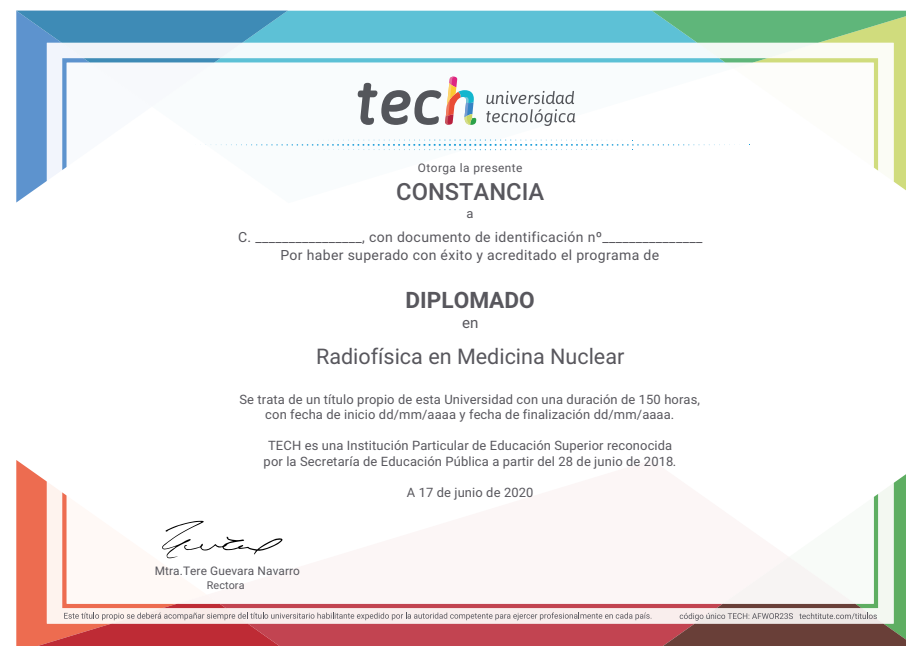 tech universidad
tecnológica
Otorga la presente
CONSTANCIA
a
C. ________________, con documento de identificación nº_______________
Por haber superado con éxito y acreditado el programa de
DIPLOMADO
en
Radiofísica en Medicina Nuclear
Se trata de un título propio de esta Universidad con una duración de 150 horas,
con fecha de inicio dd/mm/aaaa y fecha de finalización dd/mm/aaaa.
TECH es una Institución Particular de Educación Superior reconocida
por la Secretaría de Educación Pública a partir del 28 de junio de 2018.
A 17 de junio de 2020
Mtra.Tere Guevara Navarro
Rectora
Este título propio se deberá acompañar siempre del título universitario habilitante expedido por la autoridad competente para ejercer profesionalmente en cada país. código único TECH: AFWOR23S techtitute.com/titulos